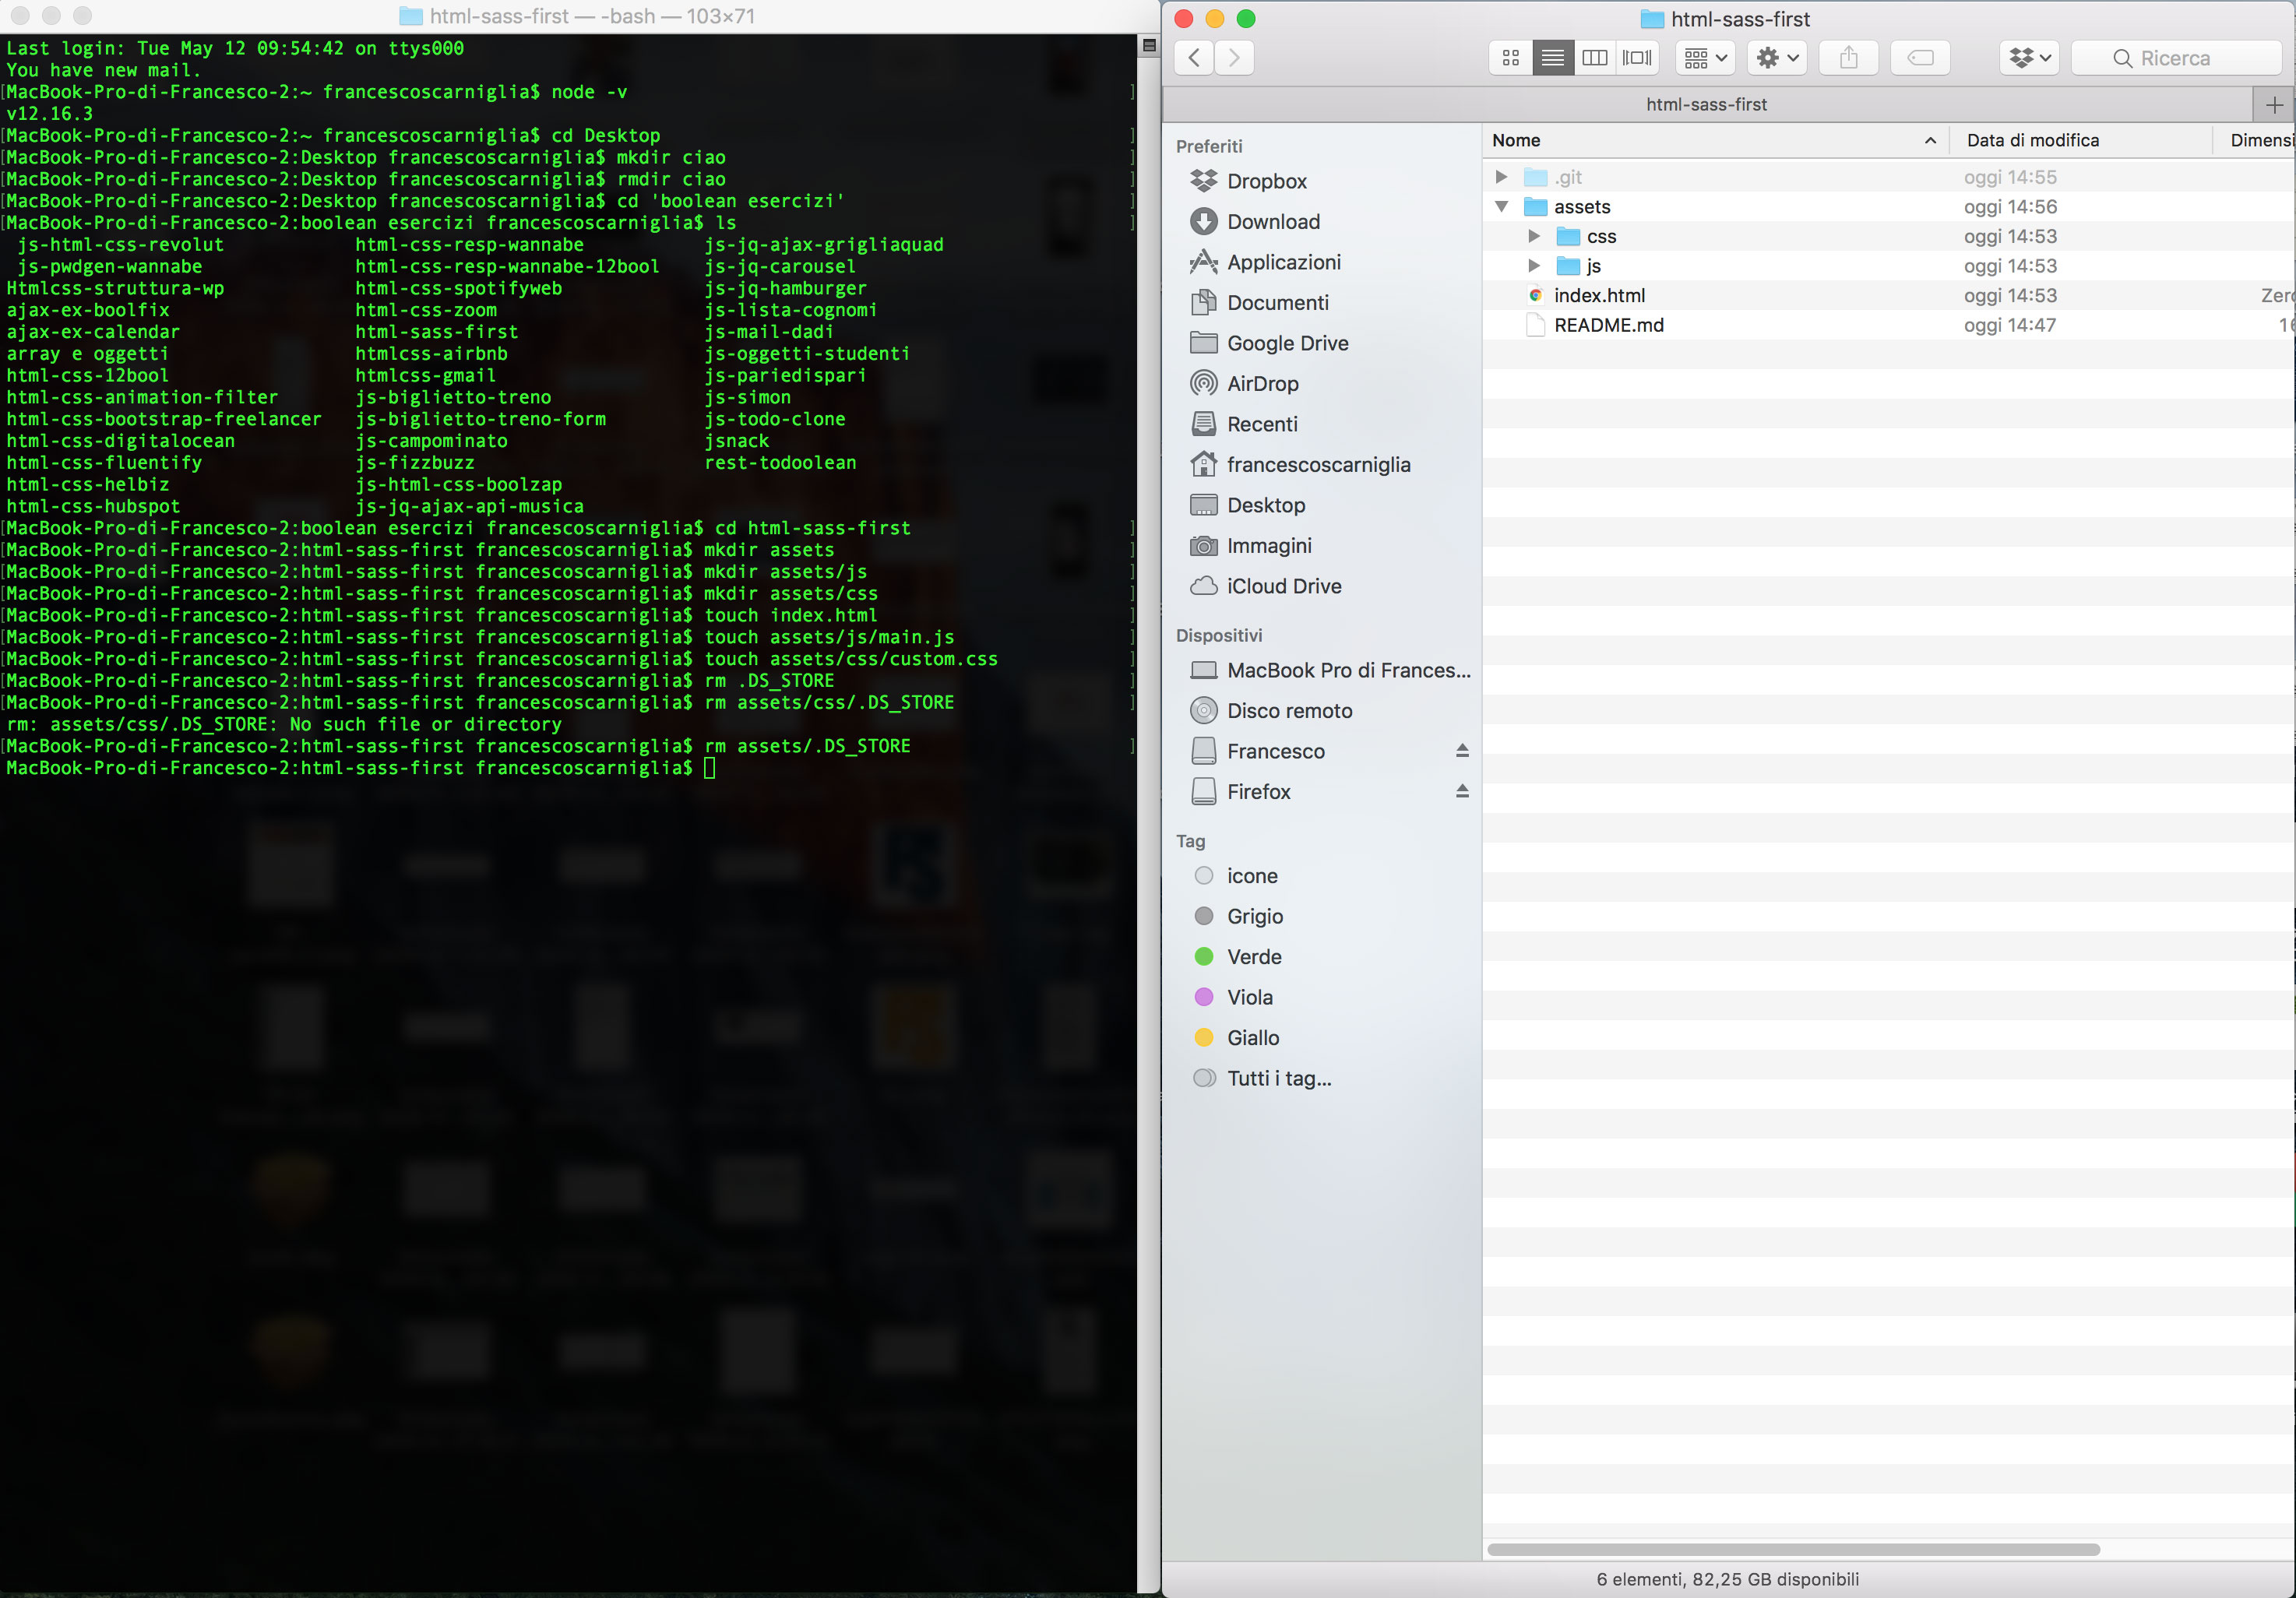 html-sass-first — -bash — 103×71
Last login: Tue May 12 09:54:42 on ttys000
You have new mail.
[MacBook-Pro-di-Francesco-2:~ francescoscarniglia$ node -v ]
v12.16.3
[MacBook-Pro-di-Francesco-2:~ francescoscarniglia$ cd Desktop ]
[MacBook-Pro-di-Francesco-2:Desktop francescoscarniglia$ mkdir ciao ]
[MacBook-Pro-di-Francesco-2:Desktop francescoscarniglia$ rmdir ciao ]
[MacBook-Pro-di-Francesco-2:Desktop francescoscarniglia$ cd 'boolean esercizi' ]
[MacBook-Pro-di-Francesco-2:boolean esercizi francescoscarniglia$ ls ]
js-html-css-revolut html-css-resp-wannabe js-jq-ajax-grigliaquad
js-pwdgen-wannabe html-css-resp-wannabe-12bool js-jq-carousel
Htmlcss-struttura-wp html-css-spotifyweb js-jq-hamburger
ajax-ex-boolfix html-css-zoom js-lista-cognomi
ajax-ex-calendar html-sass-first js-mail-dadi
array e oggetti htmlcss-airbnb js-oggetti-studenti
html-css-12bool htmlcss-gmail js-pariedispari
html-css-animation-filter js-biglietto-treno js-simon
html-css-bootstrap-freelancer js-biglietto-treno-form js-todo-clone
html-css-digitalocean js-campominato jsnack
html-css-fluentify js-fizzbuzz rest-todoolean
html-css-helbiz js-html-css-boolzap
html-css-hubspot js-jq-ajax-api-musica
[MacBook-Pro-di-Francesco-2:boolean esercizi francescoscarniglia$ cd html-sass-first ]
[MacBook-Pro-di-Francesco-2:html-sass-first francescoscarniglia$ mkdir assets ]
[MacBook-Pro-di-Francesco-2:html-sass-first francescoscarniglia$ mkdir assets/js ]
[MacBook-Pro-di-Francesco-2:html-sass-first francescoscarniglia$ mkdir assets/css ]
[MacBook-Pro-di-Francesco-2:html-sass-first francescoscarniglia$ touch index.html ]
[MacBook-Pro-di-Francesco-2:html-sass-first francescoscarniglia$ touch assets/js/main.js ]
[MacBook-Pro-di-Francesco-2:html-sass-first francescoscarniglia$ touch assets/css/custom.css ]
[MacBook-Pro-di-Francesco-2:html-sass-first francescoscarniglia$ rm .DS_STORE ]
[MacBook-Pro-di-Francesco-2:html-sass-first francescoscarniglia$ rm assets/css/.DS_STORE ]
rm: assets/css/.DS_STORE: No such file or directory
[MacBook-Pro-di-Francesco-2:html-sass-first francescoscarniglia$ rm assets/.DS_STORE ]
MacBook-Pro-di-Francesco-2:html-sass-first francescoscarniglia$
html-sass-first
Ricerca
html-sass-first
Preferiti
Dropbox
Download
Applicazioni
Documenti
Google Drive
AirDrop
Recenti
francescoscarniglia
Desktop
Immagini
iCloud Drive
Dispositivi
MacBook Pro di Frances...
Disco remoto
Francesco
Firefox
Tag
icone
Grigio
Verde
Viola
Giallo
Tutti i tag...
Nome Data di modifica Dimensi
.git oggi 14:55
assets oggi 14:56
css oggi 14:53
js oggi 14:53
index.html oggi 14:53 Zero
README.md oggi 14:47
6 elementi, 82,25 GB disponibili